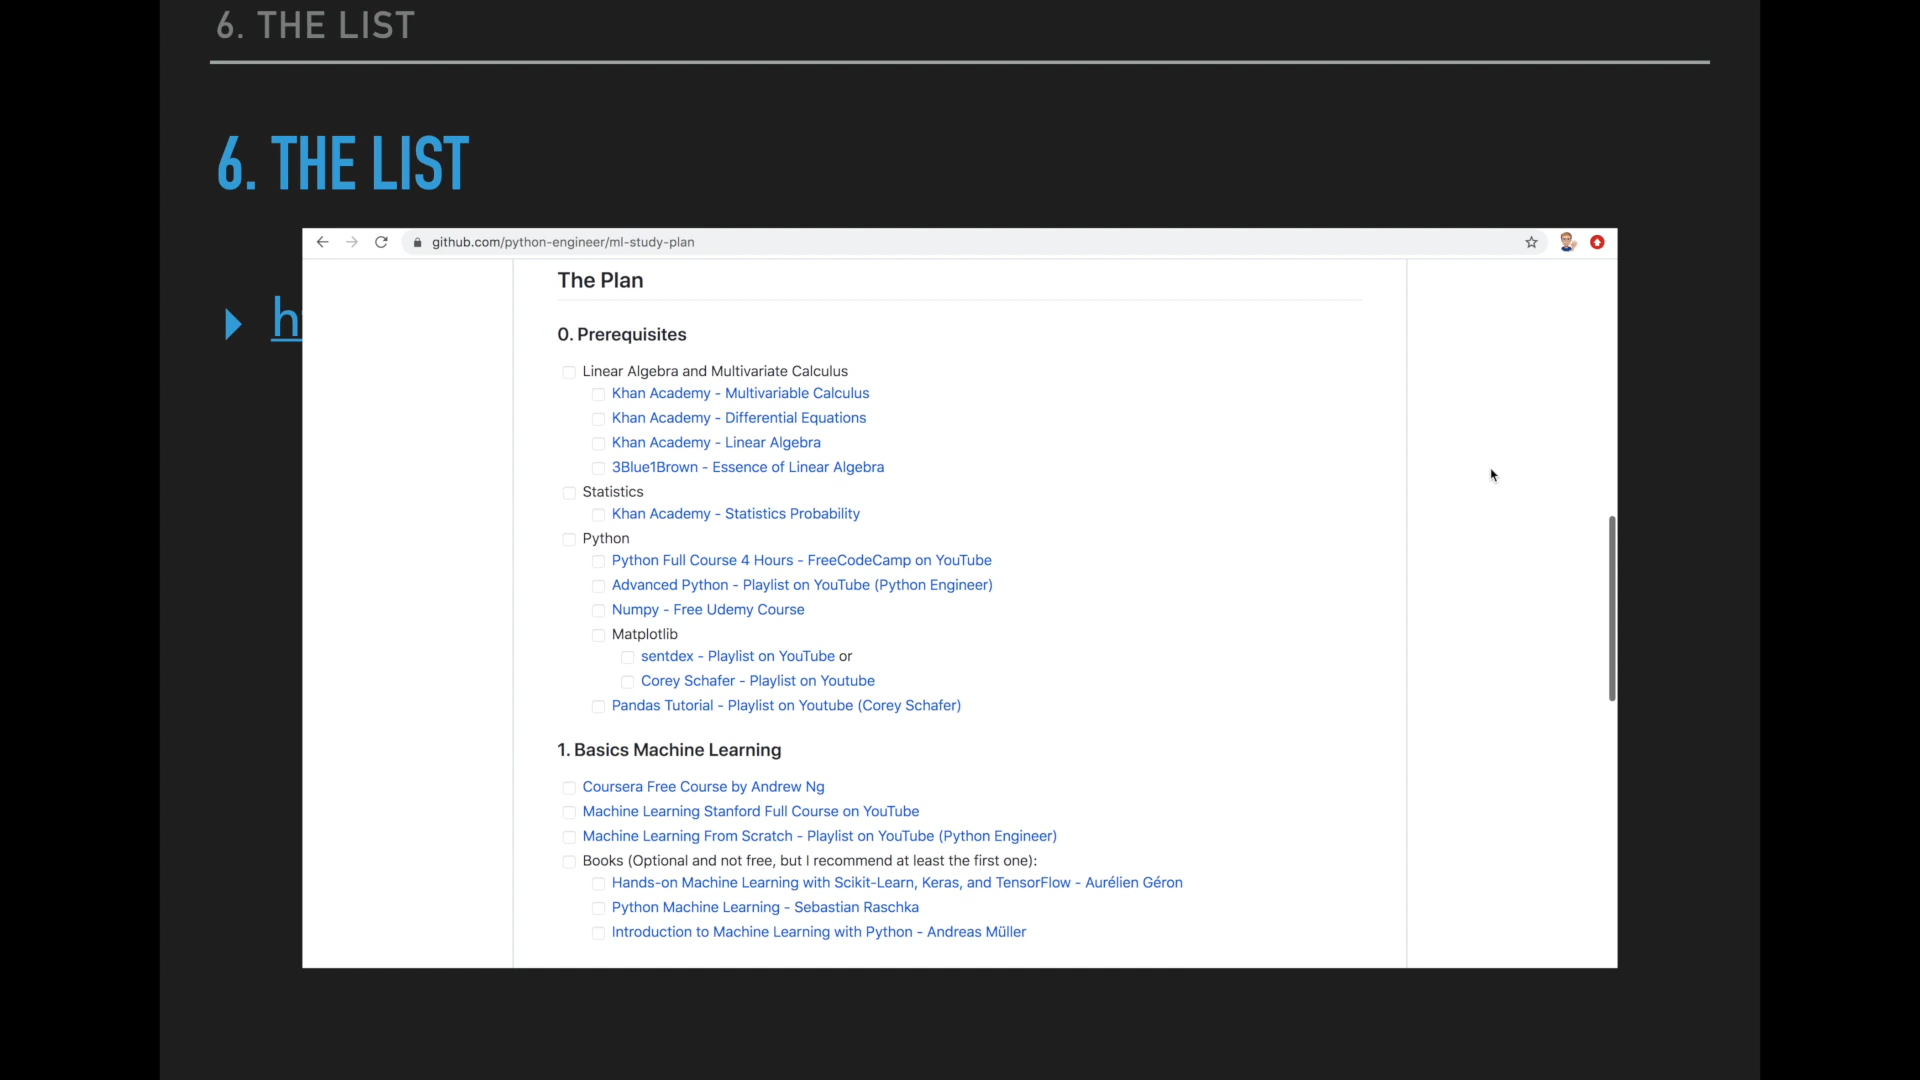 6. THE LIST
6. THE LIST
github.com/python-engineer/ml-study-plan
h
The Plan
0. Prerequisites
Linear Algebra and Multivariate Calculus
Khan Academy - Multivariable Calculus
Khan Academy - Differential Equations
Khan Academy - Linear Algebra
3Blue1Brown - Essence of Linear Algebra
Statistics
Khan Academy - Statistics Probability
Python
Python Full Course 4 Hours - FreeCodeCamp on YouTube
Advanced Python - Playlist on YouTube (Python Engineer)
Numpy - Free Udemy Course
Matplotlib
sentdex - Playlist on YouTube or
Corey Schafer - Playlist on Youtube
Pandas Tutorial - Playlist on Youtube (Corey Schafer)
1. Basics Machine Learning
Coursera Free Course by Andrew Ng
Machine Learning Stanford Full Course on YouTube
Machine Learning From Scratch - Playlist on YouTube (Python Engineer)
Books (Optional and not free, but I recommend at least the first one):
Hands-on Machine Learning with Scikit-Learn, Keras, and TensorFlow - Aurélien Géron
Python Machine Learning - Sebastian Raschka
Introduction to Machine Learning with Python - Andreas Müller